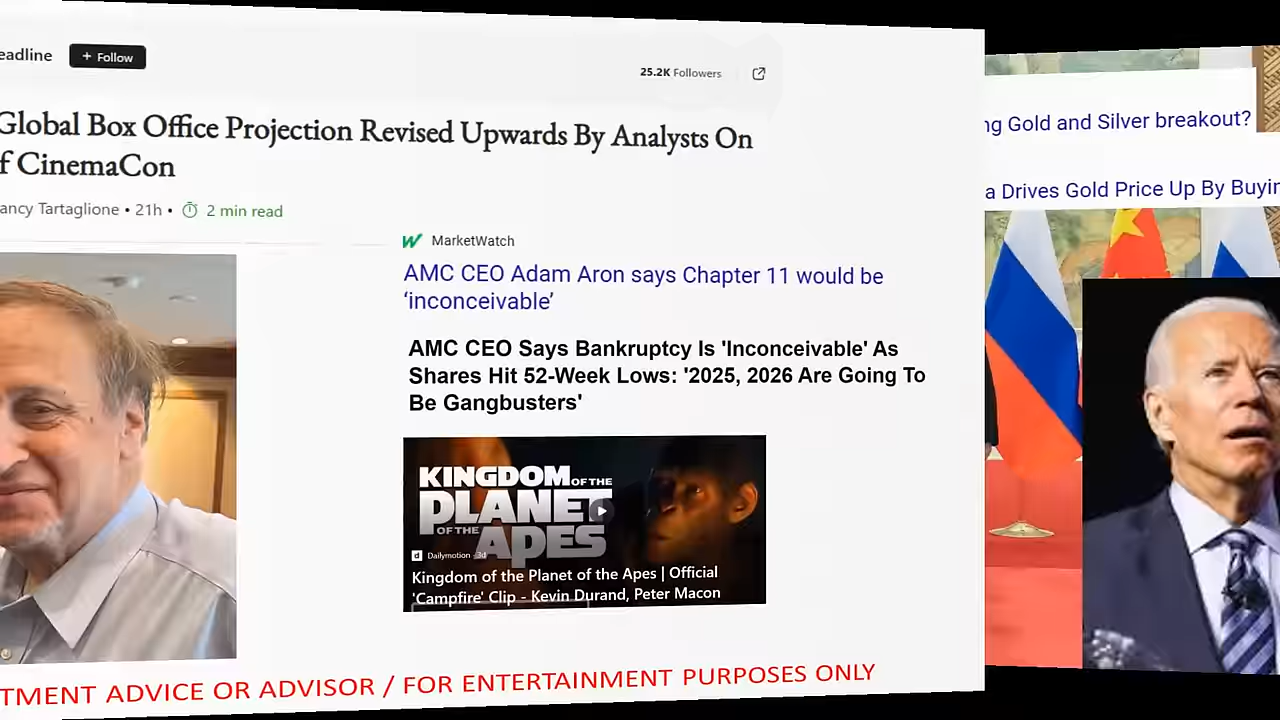 eadline
+ Follow
25.2K Followers
Global Box Office Projection Revised Upwards By Analysts On
f CinemaCon
ancy Tartaglione • 21h • 2 min read
MarketWatch
AMC CEO Adam Aron says Chapter 11 would be
‘inconceivable’
AMC CEO Says Bankruptcy Is 'Inconceivable' As
Shares Hit 52-Week Lows: '2025, 2026 Are Going To
Be Gangbusters'
KINGDOM OF THE
PLANET
OF THE APES
d Dailymotion · 3d
Kingdom of the Planet of the Apes | Official
'Campfire' Clip - Kevin Durand, Peter Macon
TMENT ADVICE OR ADVISOR / FOR ENTERTAINMENT PURPOSES ONLY
ng Gold and Silver breakout?
a Drives Gold Price Up By Buyin